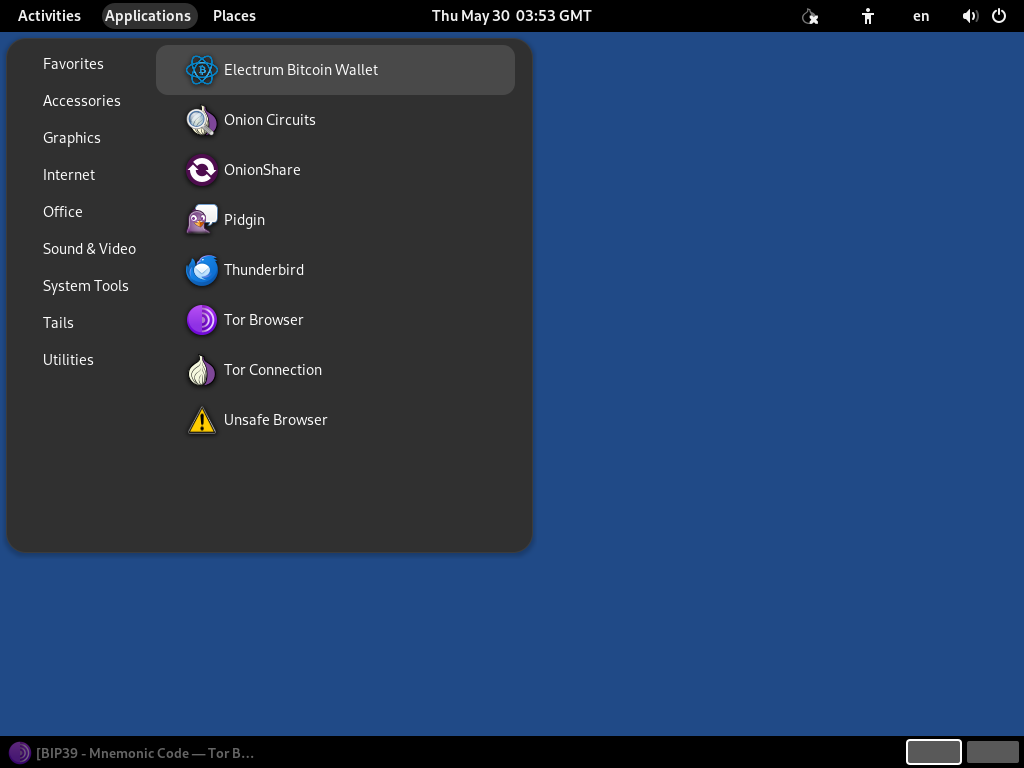 Activities Applications Places Thu May 30 03:53 GMT en
Favorites
Accessories
Graphics
Internet
Office
Sound & Video
System Tools
Tails
Utilities
Electrum Bitcoin Wallet
Onion Circuits
OnionShare
Pidgin
Thunderbird
Tor Browser
Tor Connection
Unsafe Browser
[BIP39 - Mnemonic Code — Tor B…